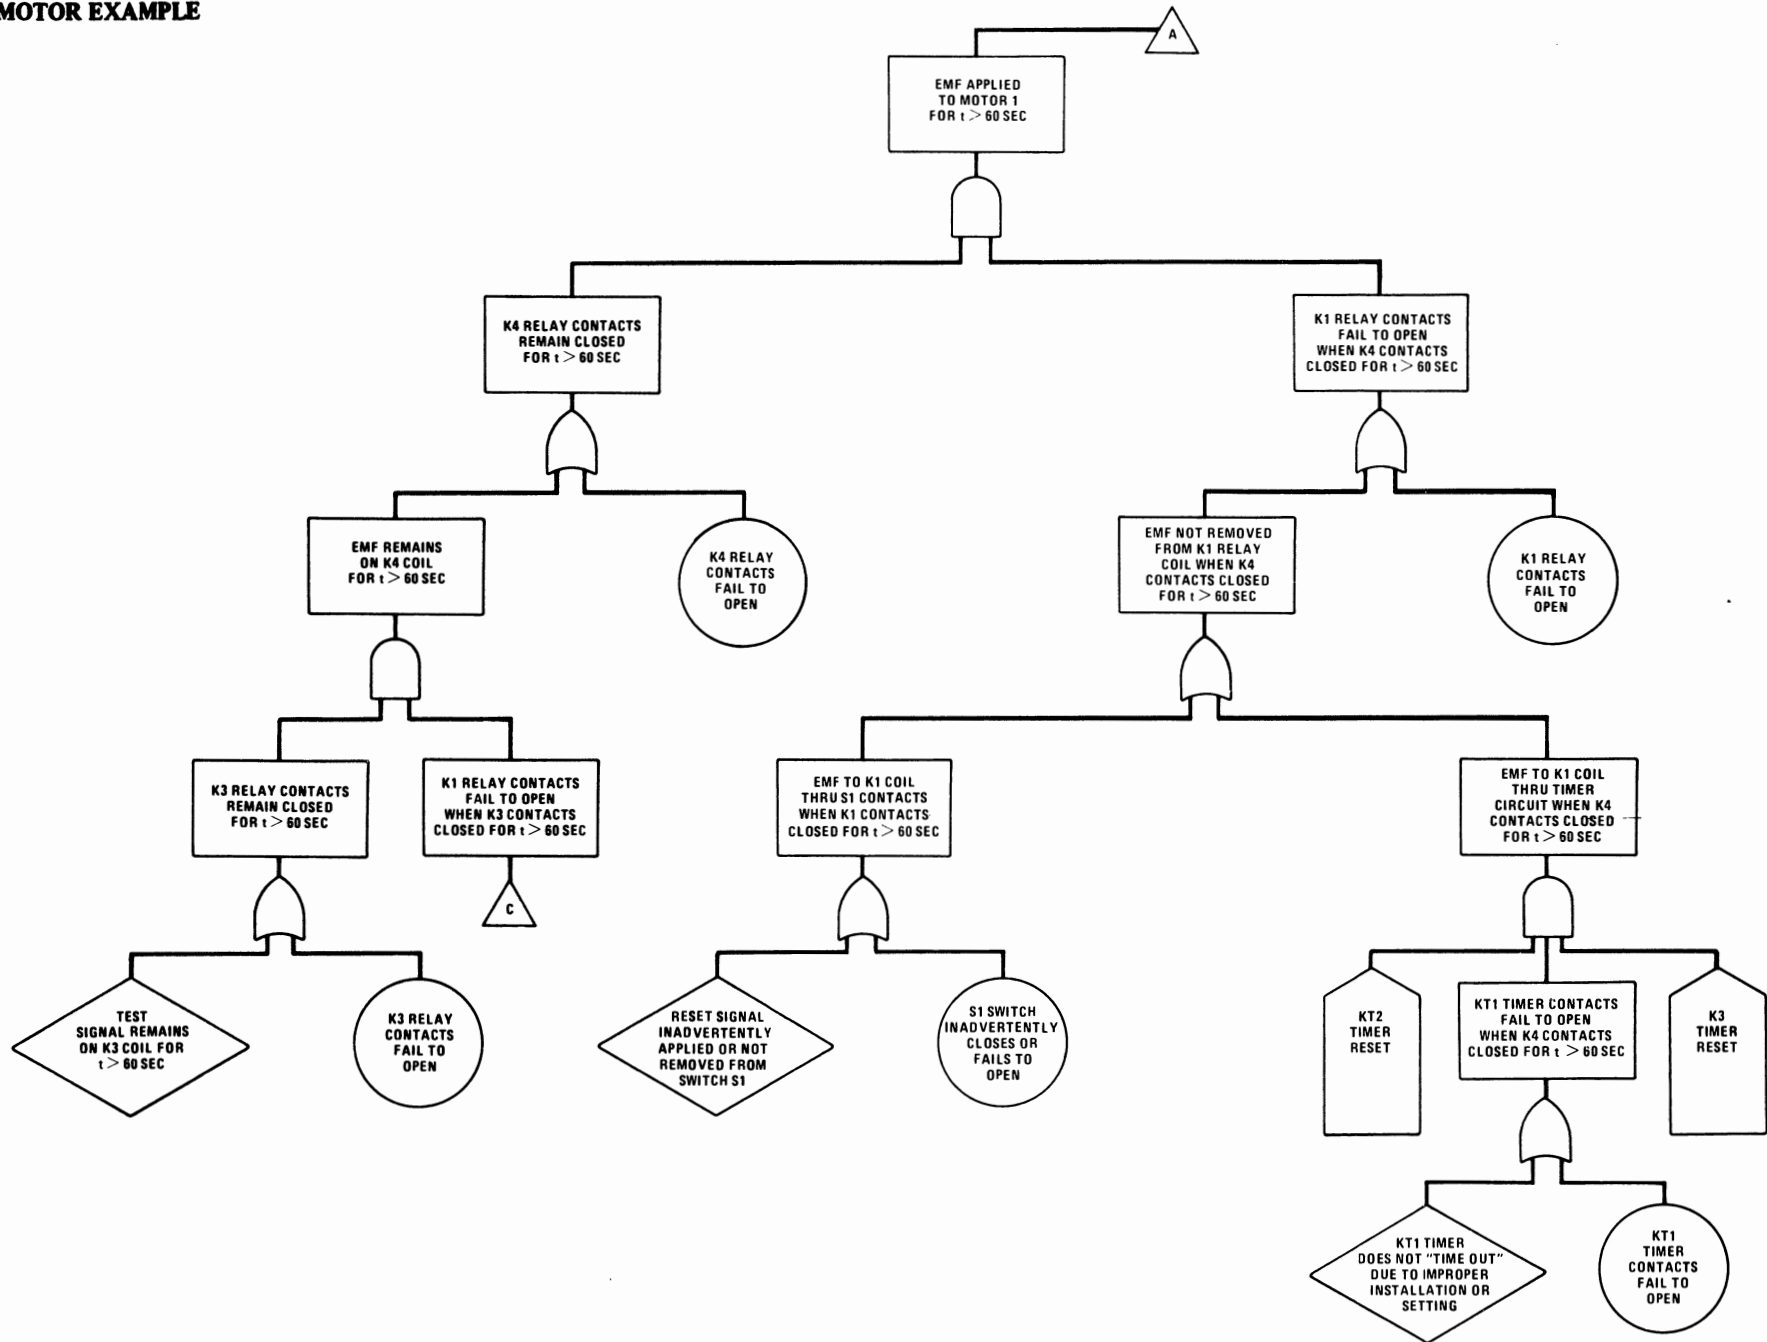 MOTOR EXAMPLE
A
EMF APPLIED
TO MOTOR 1
FOR t > 60 SEC
K4 RELAY CONTACTS
REMAIN CLOSED
FOR t > 60 SEC
K1 RELAY CONTACTS
FAIL TO OPEN
WHEN K4 CONTACTS
CLOSED FOR t > 60 SEC
EMF REMAINS
ON K4 COIL
FOR t > 60 SEC
K4 RELAY
CONTACTS
FAIL TO
OPEN
EMF NOT REMOVED
FROM K1 RELAY
COIL WHEN K4
CONTACTS CLOSED
FOR t > 60 SEC
K1 RELAY
CONTACTS
FAIL TO
OPEN
K3 RELAY CONTACTS
REMAIN CLOSED
FOR t > 60 SEC
K1 RELAY CONTACTS
FAIL TO OPEN
WHEN K3 CONTACTS
CLOSED FOR t > 60 SEC
EMF TO K1 COIL
THRU S1 CONTACTS
WHEN K1 CONTACTS
CLOSED FOR t > 60 SEC
EMF TO K1 COIL
THRU TIMER
CIRCUIT WHEN K4
CONTACTS CLOSED
FOR t > 60 SEC
C
TEST
SIGNAL REMAINS
ON K3 COIL FOR
t > 60 SEC
K3 RELAY
CONTACTS
FAIL TO
OPEN
RESET SIGNAL
INADVERTENTLY
APPLIED OR NOT
REMOVED FROM
SWITCH S1
S1 SWITCH
INADVERTENTLY
CLOSES OR
FAILS TO
OPEN
KT2
TIMER
RESET
KT1 TIMER CONTACTS
FAIL TO OPEN
WHEN K4 CONTACTS
CLOSED FOR t > 60 SEC
K3
TIMER
RESET
KT1 TIMER
DOES NOT "TIME OUT"
DUE TO IMPROPER
INSTALLATION OR
SETTING
KT1
TIMER
CONTACTS
FAIL TO
OPEN